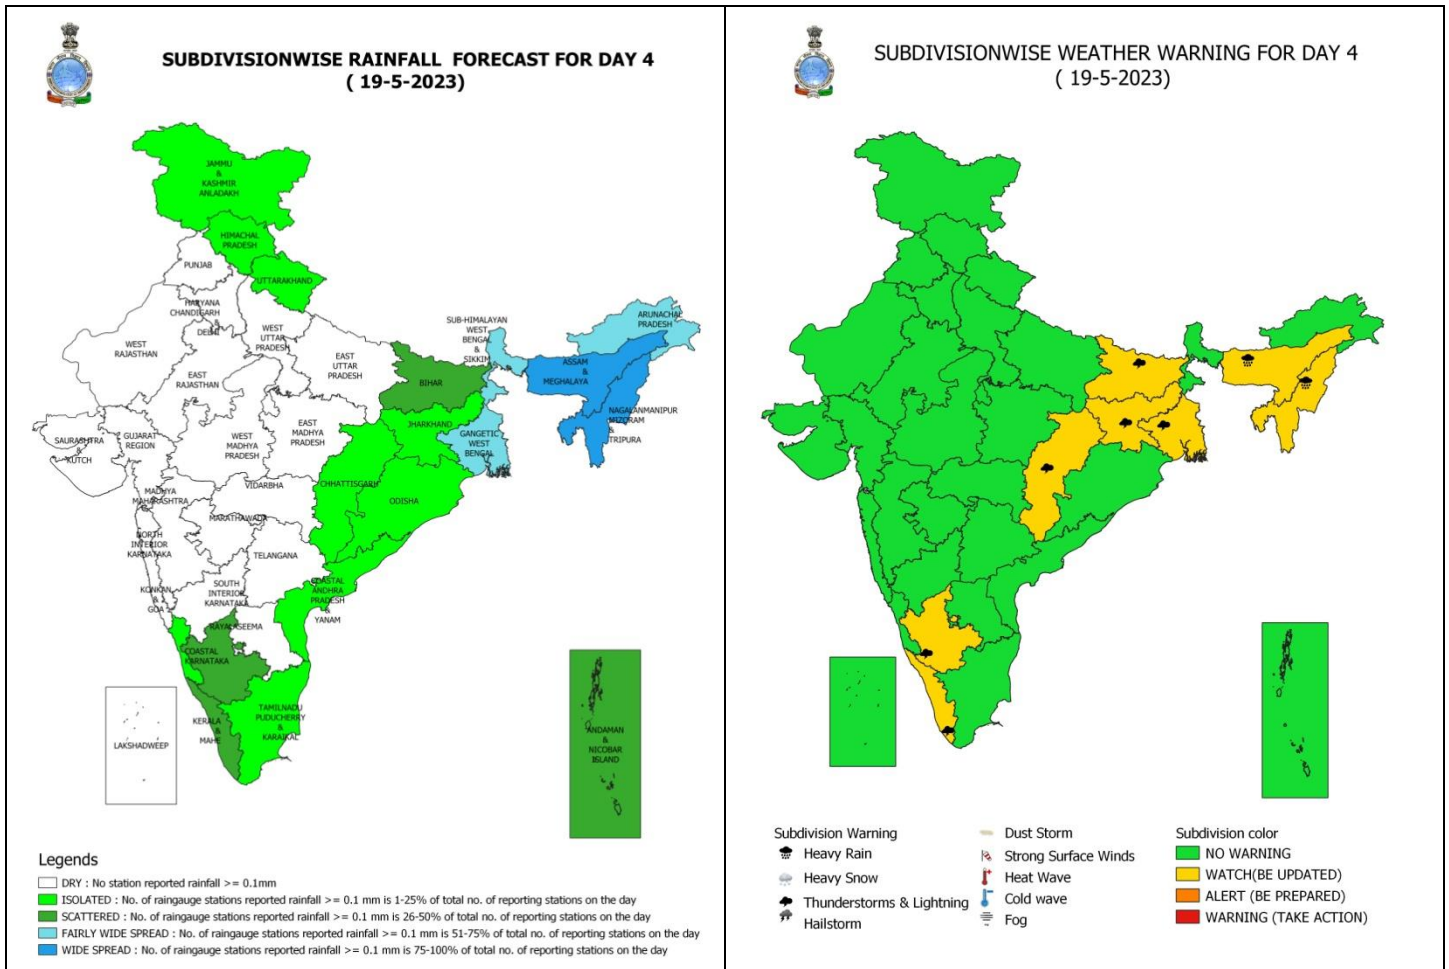 SUBDIVISIONWISE RAINFALL FORECAST FOR DAY 4
( 19-5-2023)
JAMMU
&
KASHMIR
ANLADAKH
HIMACHAL
PRADESH
PUNJAB
UTTARAKHAND
HARYANA
CHANDIGARH
DELHI
WEST
RAJASTHAN
WEST
UTTAR
PRADESH
EAST
UTTAR
PRADESH
EAST
RAJASTHAN
SUB-HIMALAYAN
WEST
BENGAL
&
SIKKIM
ARUNACHAL
PRADESH
ASSAM
&
MEGHALAYA
NAGALANMANIPUR
MIZORAM
&
TRIPURA
BIHAR
JHARKHAND
GANGETIC
WEST
BENGAL
SAURASHTRA
&
KUTCH
GUJARAT
REGION
WEST
MADHYA
PRADESH
EAST
MADHYA
PRADESH
CHHATTISGARH
ODISHA
VIDARBHA
MADHYA
MAHARASHTRA
MARATHAWADA
NORTH
INTERIOR
KARNATAKA
TELANGANA
KONKAN
&
GOA
SOUTH
INTERIOR
KARNATAKA
COASTAL
ANDHRA
PRADESH
&
YANAM
RAYALASEEMA
COASTAL
KARNATAKA
TAMILNADU
PUDUCHERRY
&
KARAIKAL
KERALA
&
MAHE
LAKSHADWEEP
ANDAMAN
&
NICOBAR
ISLAND
Legends
DRY : No station reported rainfall >= 0.1mm
ISOLATED : No. of raingauge stations reported rainfall >= 0.1 mm is 1-25% of total no. of reporting stations on the day
SCATTERED : No. of raingauge stations reported rainfall >= 0.1 mm is 26-50% of total no. of reporting stations on the day
FAIRLY WIDE SPREAD : No. of raingauge stations reported rainfall >= 0.1 mm is 51-75% of total no. of reporting stations on the day
WIDE SPREAD : No. of raingauge stations reported rainfall >= 0.1 mm is 75-100% of total no. of reporting stations on the day
SUBDIVISIONWISE WEATHER WARNING FOR DAY 4
( 19-5-2023)
Subdivision Warning
Heavy Rain
Heavy Snow
Thunderstorms & Lightning
Hailstorm
Dust Storm
Strong Surface Winds
Heat Wave
Cold wave
Fog
Subdivision color
NO WARNING
WATCH(BE UPDATED)
ALERT (BE PREPARED)
WARNING (TAKE ACTION)